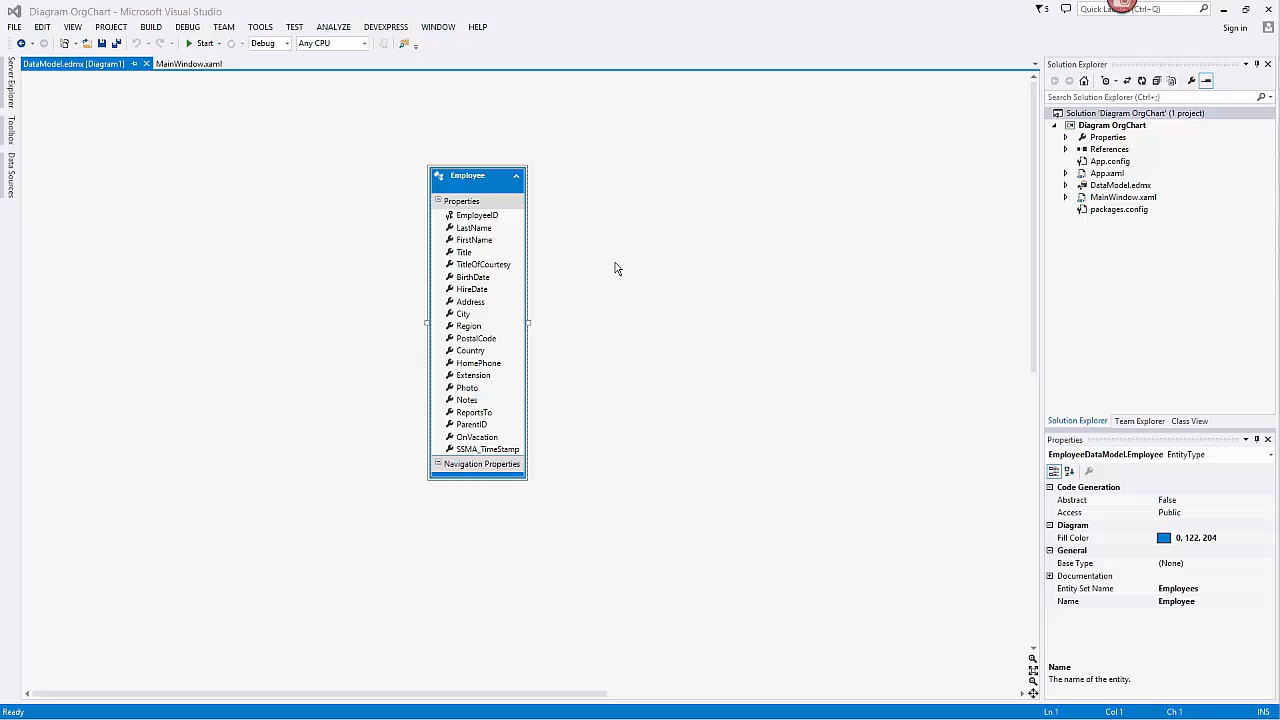 Diagram OrgChart - Microsoft Visual Studio
5
Quick Launch (Ctrl+Q)
FILE EDIT VIEW PROJECT BUILD DEBUG TEAM TOOLS TEST ANALYZE DEVEXPRESS WINDOW HELP
Sign in
Start Debug Any CPU
DataModel.edmx [Diagram1] MainWindow.xaml
Server Explorer
Toolbox
Data Sources
Employee
Properties
EmployeeID
LastName
FirstName
Title
TitleOfCourtesy
BirthDate
HireDate
Address
City
Region
PostalCode
Country
HomePhone
Extension
Photo
Notes
ReportsTo
ParentID
OnVacation
SSMA_TimeStamp
Navigation Properties
Solution Explorer
Search Solution Explorer (Ctrl+;)
Solution 'Diagram OrgChart' (1 project)
Diagram OrgChart
Properties
References
App.config
App.xaml
DataModel.edmx
MainWindow.xaml
packages.config
Solution Explorer Team Explorer Class View
Properties
EmployeeDataModel.Employee EntityType
Code Generation
Abstract False
Access Public
Diagram
Fill Color 0, 122, 204
General
Base Type (None)
Documentation
Entity Set Name Employees
Name Employee
Name
The name of the entity.
Ready Ln 1 Col 1 Ch 1 INS